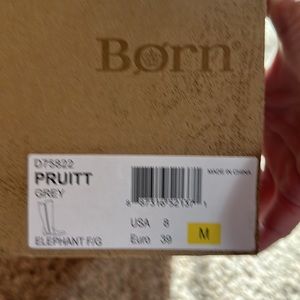 Børn
D75822
PRUITT
GREY
MADE IN CHINA
USA 8
Euro 39
M
ELEPHANT F/G